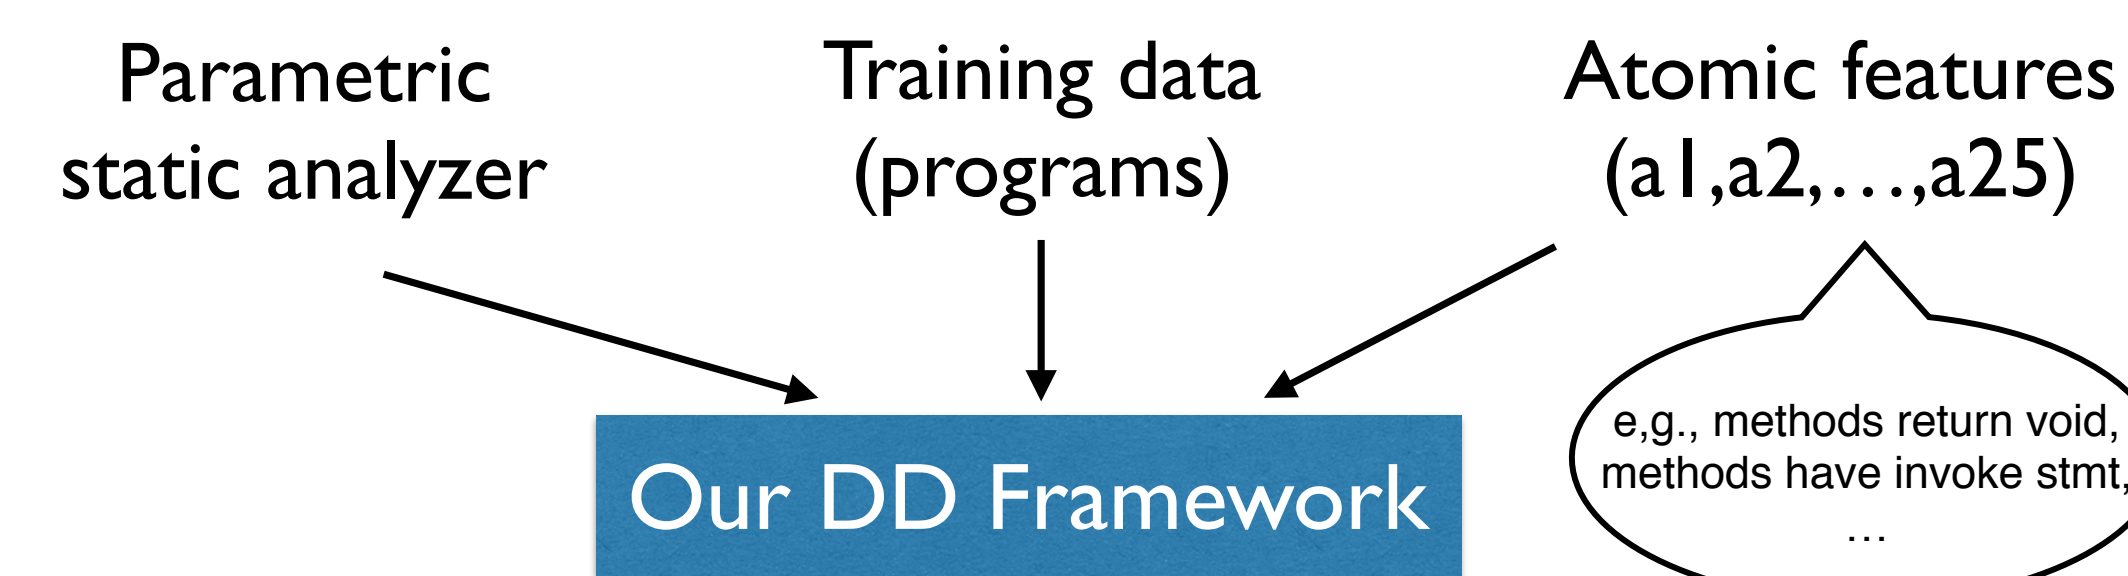 Parametric
static analyzer
Training data
(programs)
Atomic features
(a1,a2,…,a25)
Our DD Framework
e,g., methods return void,
methods have invoke stmt,
…